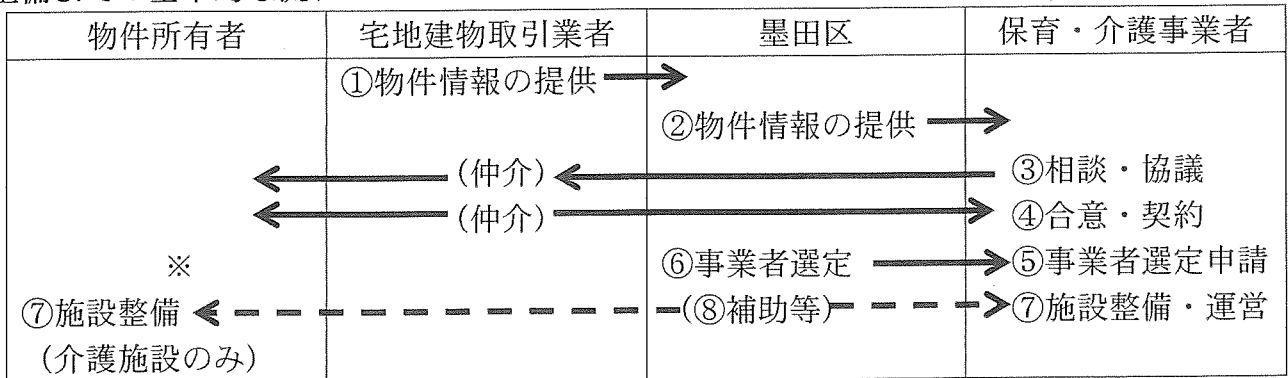 物件所有者 宅地建物取引業者 墨田区 保育・介護事業者
①物件情報の提供
②物件情報の提供
(仲介) ③相談・協議
(仲介) ④合意・契約
※ ⑥事業者選定 ⑤事業者選定申請
⑦施設整備 (⑧補助等) ⑦施設整備・運営
(介護施設のみ)